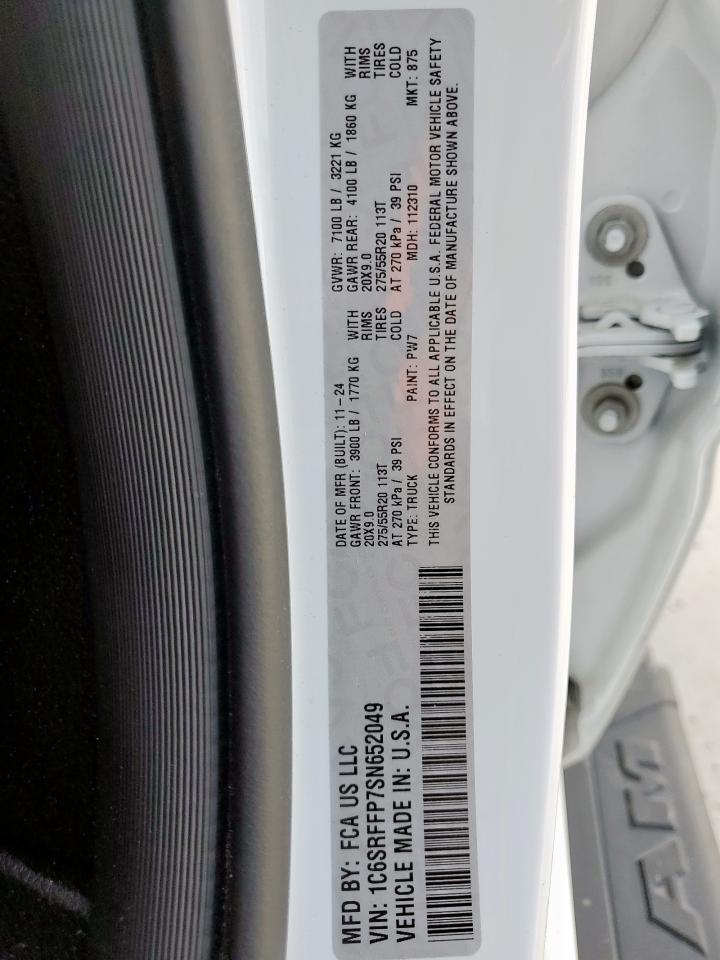 MFD BY: FCA US LLC
VIN: 1C6SRFFP7SN652049
VEHICLE MADE IN: U.S.A.
DATE OF MFR (BUILT): 11-24 GVWR: 7100 LB / 3221 KG
GAWR FRONT: 3900 LB / 1770 KG WITH GAWR REAR: 4100 LB / 1860 KG WITH
20X9.0 RIMS 20X9.0 RIMS
275/55R20 113T TIRES 275/55R20 113T TIRES
AT 270 kPa / 39 PSI COLD AT 270 kPa / 39 PSI COLD
TYPE: TRUCK PAINT: PW7 MDH: 112310 MKT: 875
THIS VEHICLE CONFORMS TO ALL APPLICABLE U.S.A. FEDERAL MOTOR VEHICLE SAFETY
STANDARDS IN EFFECT ON THE DATE OF MANUFACTURE SHOWN ABOVE.
AM